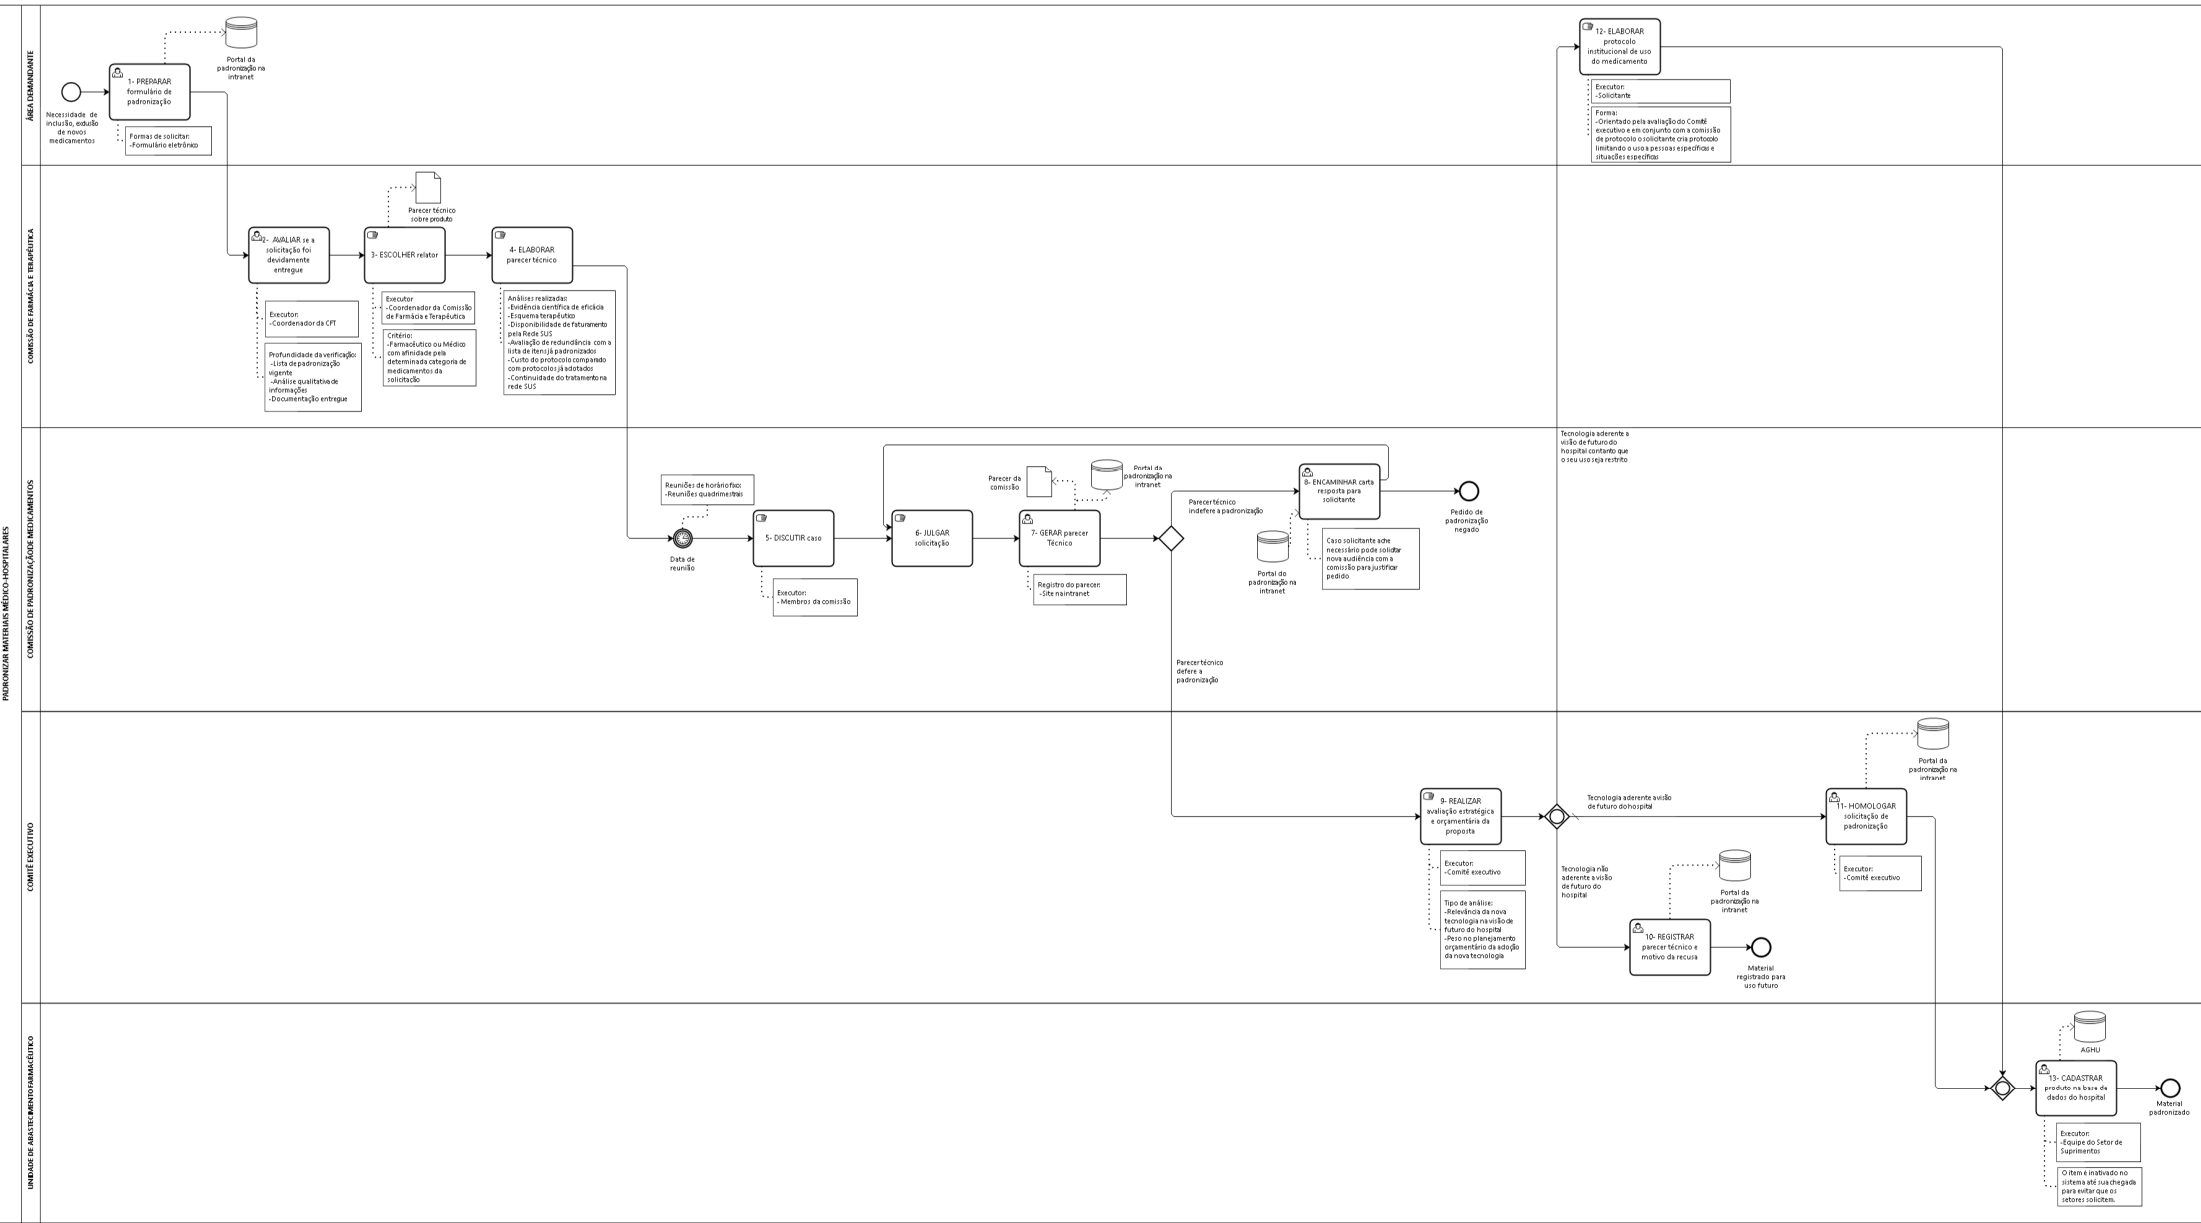 PADRONIZAR MATERIAIS MÉDICO-HOSPITALARES
ÁREA DEMANDANTE
Necessidade de
inclusão, exclusão
de novos
medicamentos
1- PREPARAR
formulário de
padronização
Portal da
padronização na
intranet
Formas de solicitar:
-Formulário eletrônico
12- ELABORAR
protocolo
institucional de uso
do medicamento
Executor:
-Solicitante
Forma:
-Orientado pela avaliação do Comitê
executivo e em conjunto com a comissão
de protocolo o solicitante cria protocolo
limitando o uso a pessoas específicas e
situações específicas
COMISSÃO DE FARMÁCIA E TERAPÊUTICA
2- AVALIAR se a
solicitação foi
devidamente
entregue
Executor:
-Coordenador da CFT
Profundidade da verificação:
-Lista de padronização
vigente
-Análise qualitativa de
informações
-Documentação entregue
Parecer técnico
sobre produto
3- ESCOLHER relator
Executor
-Coordenador da Comissão
de Farmácia e Terapêutica
Critério:
-Farmacêutico ou Médico
com afinidade pela
determinada categoria de
medicamentos da
solicitação
4- ELABORAR
parecer técnico
Análises realizadas:
-Evidência científica de eficácia
-Esquema terapêutico
-Disponibilidade de faturamento
pela Rede SUS
-Avaliação de redundância com a
lista de itens já padronizados
-Custo do protocolo comparado
com protocolos já adotados
-Continuidade do tratamento na
rede SUS
COMISSÃO DE PADRONIZAÇÃO DE MEDICAMENTOS
Reuniões de horário fixo:
-Reuniões quadrimestrais
Data de
reunião
5- DISCUTIR caso
Executor:
- Membros da comissão
6- JULGAR
solicitação
Parecer da
comissão
Portal da
padronização na
intranet
7- GERAR parecer
Técnico
Registro do parecer:
-Site na intranet
Parecer técnico
indefere a padronização
Parecer técnico
defere a
padronização
8- ENCAMINHAR carta
resposta para
solicitante
Portal do
padronização na
intranet
Caso solicitante ache
necessário pode solicitar
nova audiência com a
comissão para justificar
pedido
Pedido de
padronização
negado
Tecnologia aderente a
visão de futuro do
hospital contanto que
o seu uso seja restrito
COMITÊ EXECUTIVO
9- REALIZAR
avaliação estratégica
e orçamentária da
proposta
Executor:
-Comitê executivo
Tipo de análise:
-Relevância da nova
tecnologia na visão de
futuro do hospital
-Peso no planejamento
orçamentário da adoção
da nova tecnologia
Tecnologia aderente a visão
de futuro do hospital
Tecnologia não
aderente a visão
de futuro do
hospital
10- REGISTRAR
parecer técnico e
motivo da recusa
Portal da
padronização na
intranet
Material
registrado para
uso futuro
11- HOMOLOGAR
solicitação de
padronização
Portal da
padronização na
intranet
Executor:
-Comitê executivo
UNIDADE DE ABASTECIMENTO FARMACÊUTICO
AGHU
13- CADASTRAR
produto na base de
dados do hospital
Executor:
-Equipe do Setor de
Suprimentos
O item é inativado no
sistema até sua chegada
para evitar que os
setores solicitem.
Material
padronizado